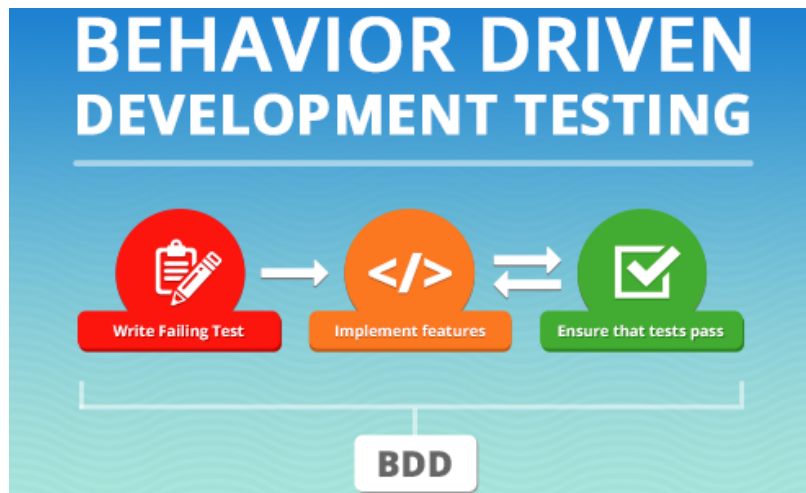 BEHAVIOR DRIVEN
DEVELOPMENT TESTING
</>
Write Failing Test
Implement features
Ensure that tests pass
BDD